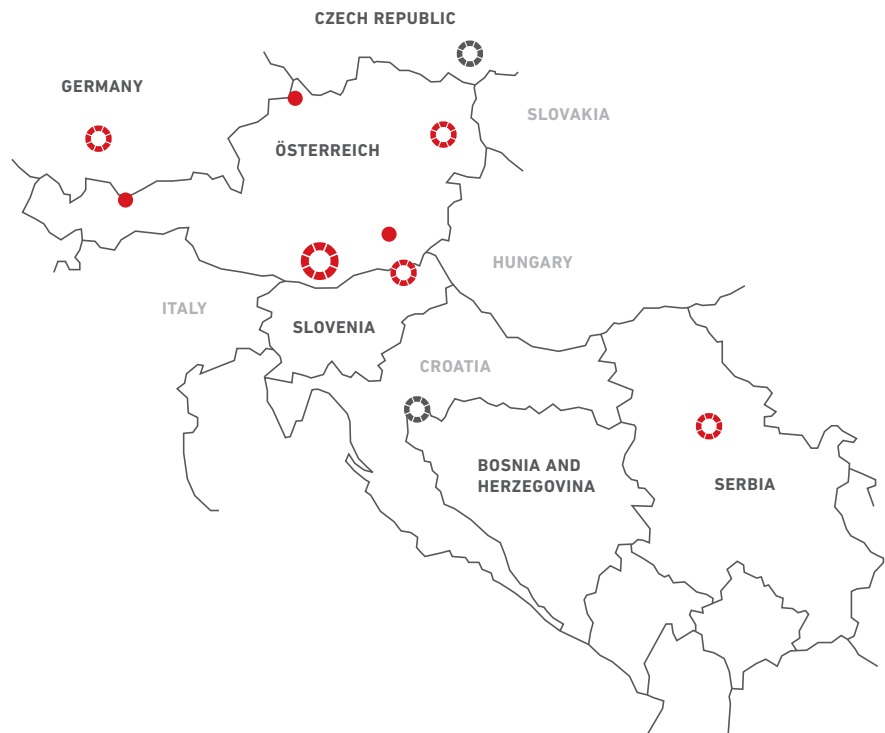 CZECH REPUBLIC
GERMANY
SLOVAKIA
ÖSTERREICH
HUNGARY
ITALY
SLOVENIA
CROATIA
BOSNIA AND
HERZEGOVINA
SERBIA